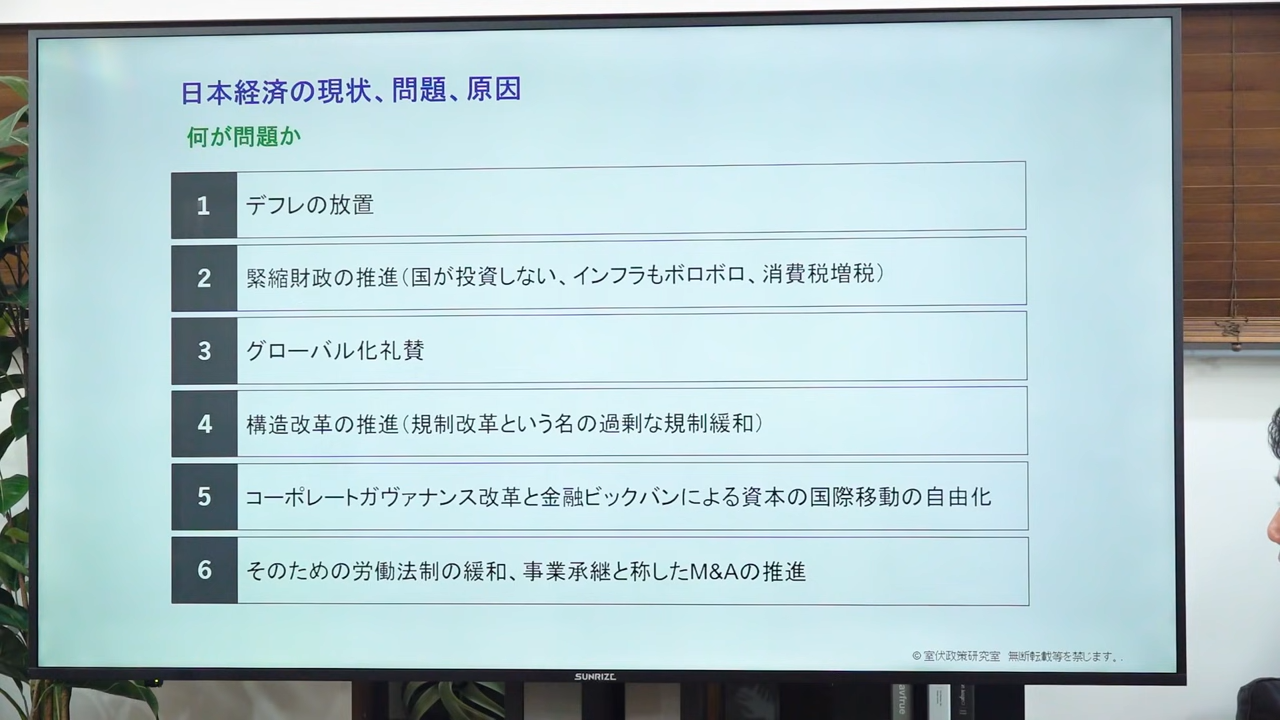 日本経済の現状、問題、原因
何が問題か
1 デフレの放置
2 緊縮財政の推進（国が投資しない、インフラもボロボロ、消費税増税）
3 グローバル化礼賛
4 構造改革の推進（規制改革という名の過剰な規制緩和）
5 コーポレートガヴァナンス改革と金融ビックバンによる資本の国際移動の自由化
6 そのための労働法制の緩和、事業承継と称したM&Aの推進
© 室伏政策研究室　無断転載等を禁じます。.
SUNRIZE